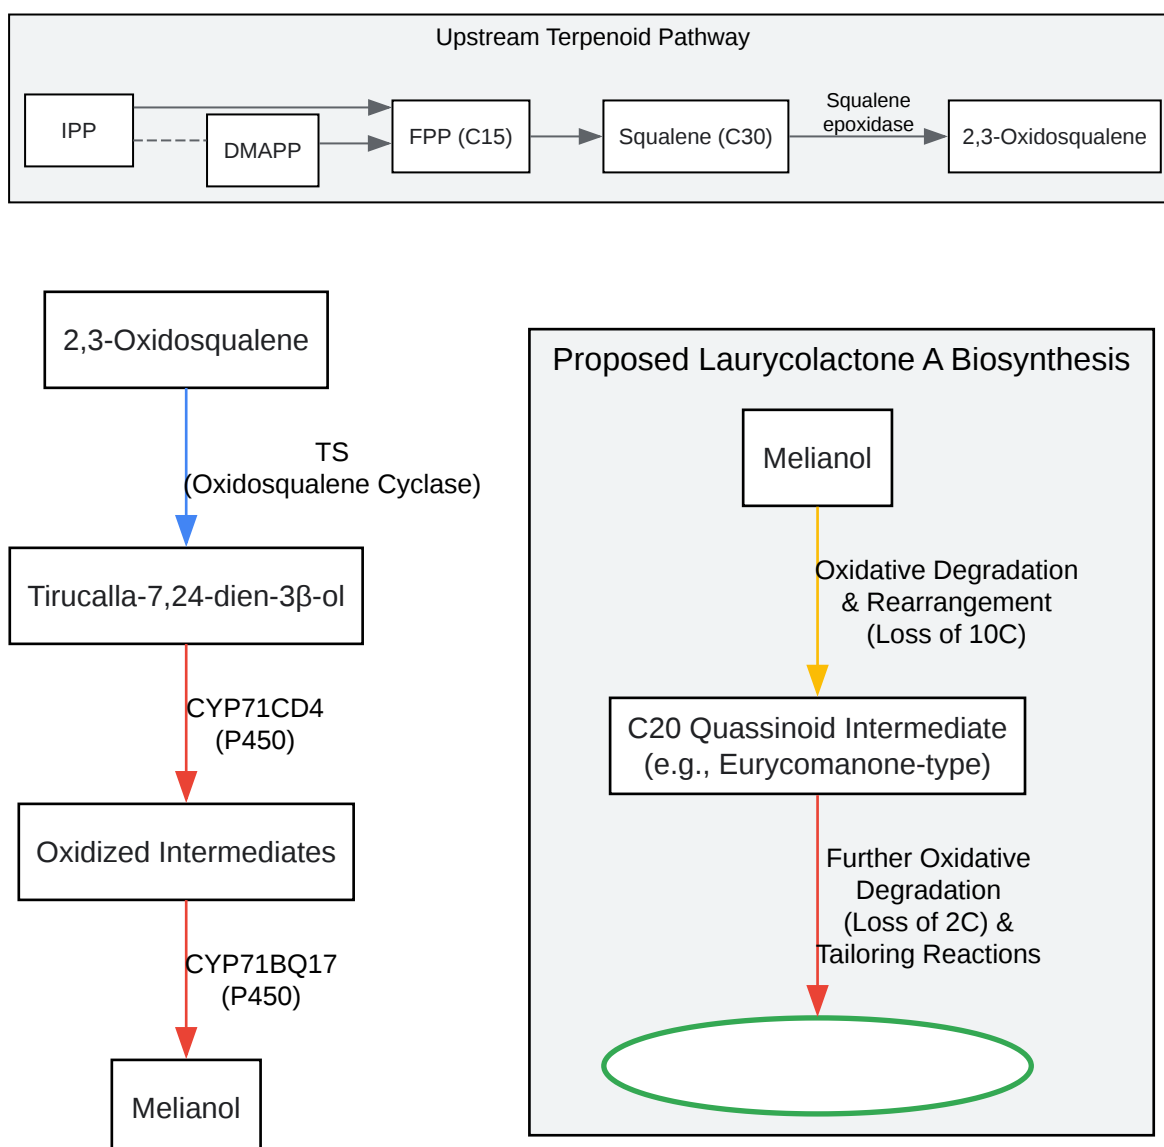 Upstream Terpenoid Pathway
IPP
DMAPP
FPP (C15)
Squalene (C30)
Squalene
epoxidase
2,3-Oxidosqualene
2,3-Oxidosqualene
TS
(Oxidosqualene Cyclase)
Tirucalla-7,24-dien-3β-ol
CYP71CD4
(P450)
Oxidized Intermediates
CYP71BQ17
(P450)
Melianol
Proposed Laurycolactone A Biosynthesis
Melianol
Oxidative Degradation
& Rearrangement
(Loss of 10C)
C20 Quassinoid Intermediate
(e.g., Eurycomanone-type)
Further Oxidative
Degradation
(Loss of 2C) &
Tailoring Reactions